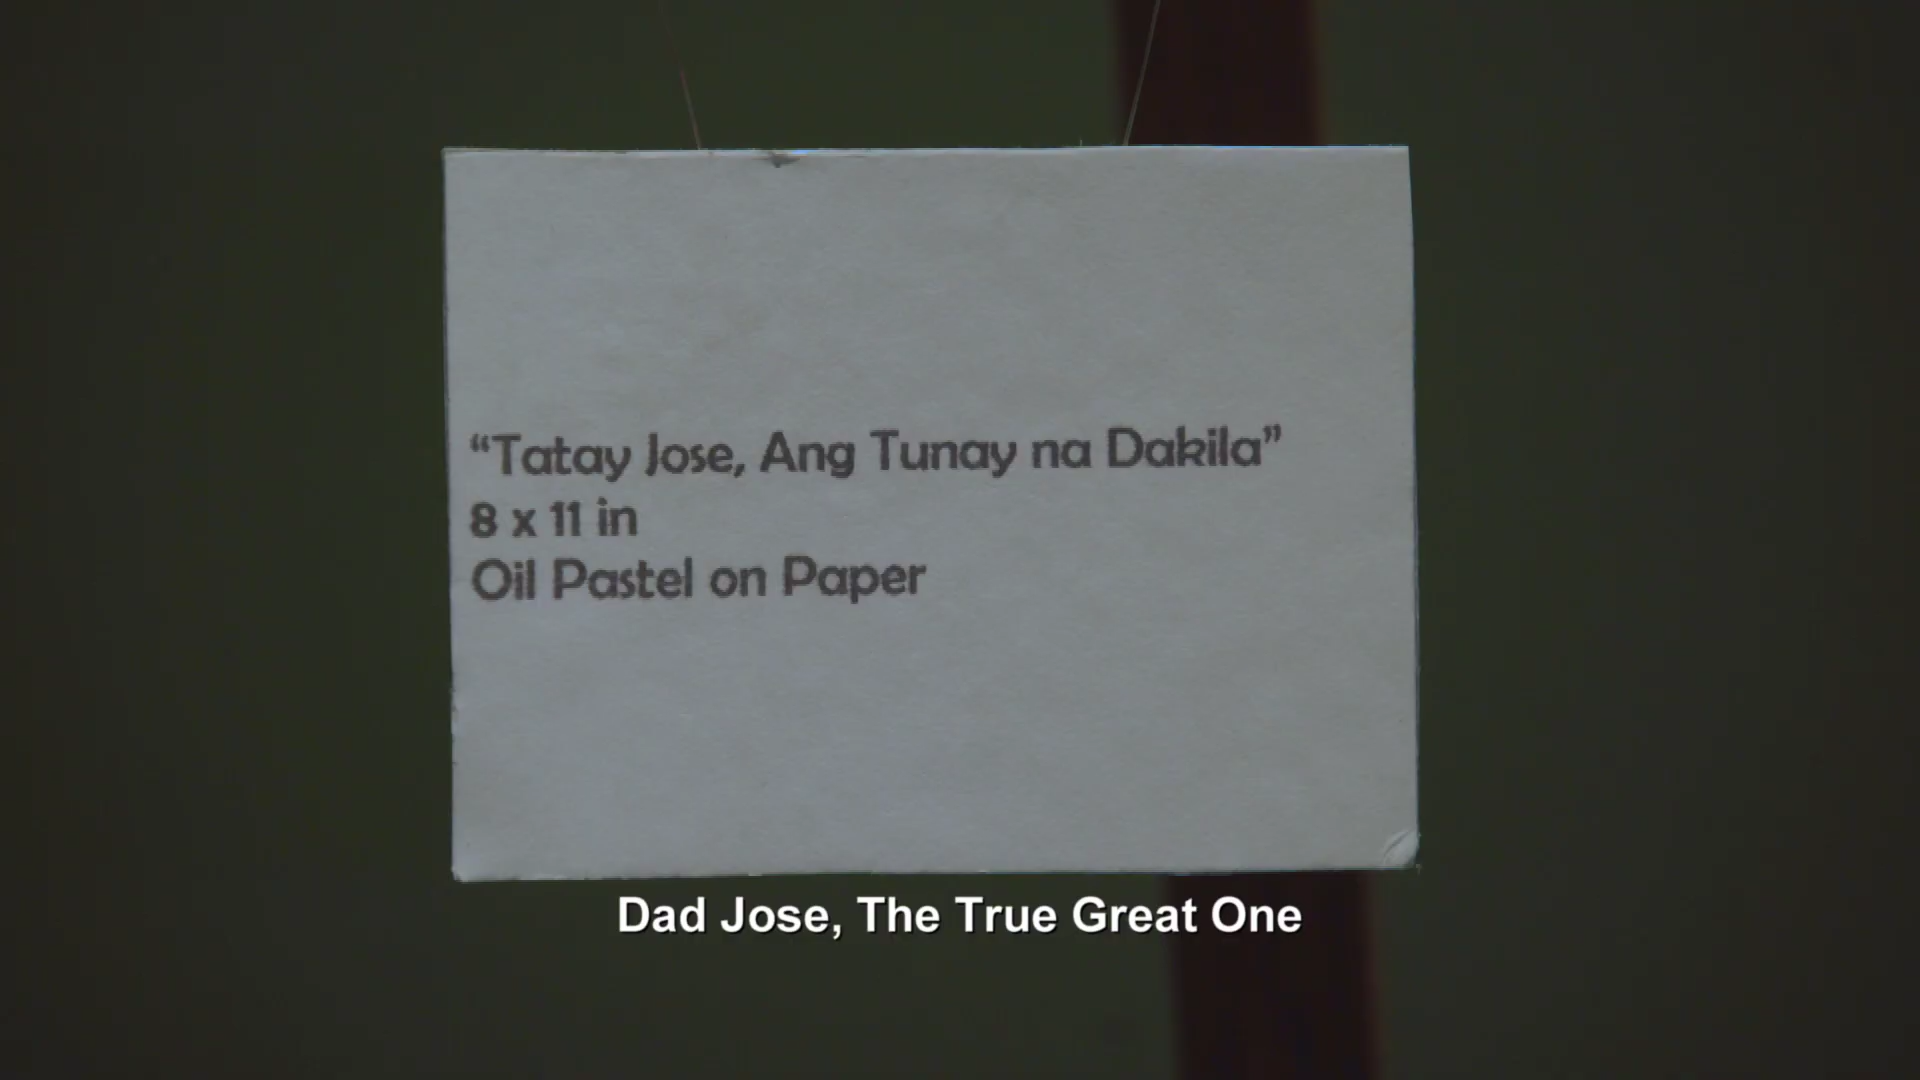 “Tatay Jose, Ang Tunay na Dakila”
8 x 11 in
Oil Pastel on Paper
Dad Jose, The True Great One